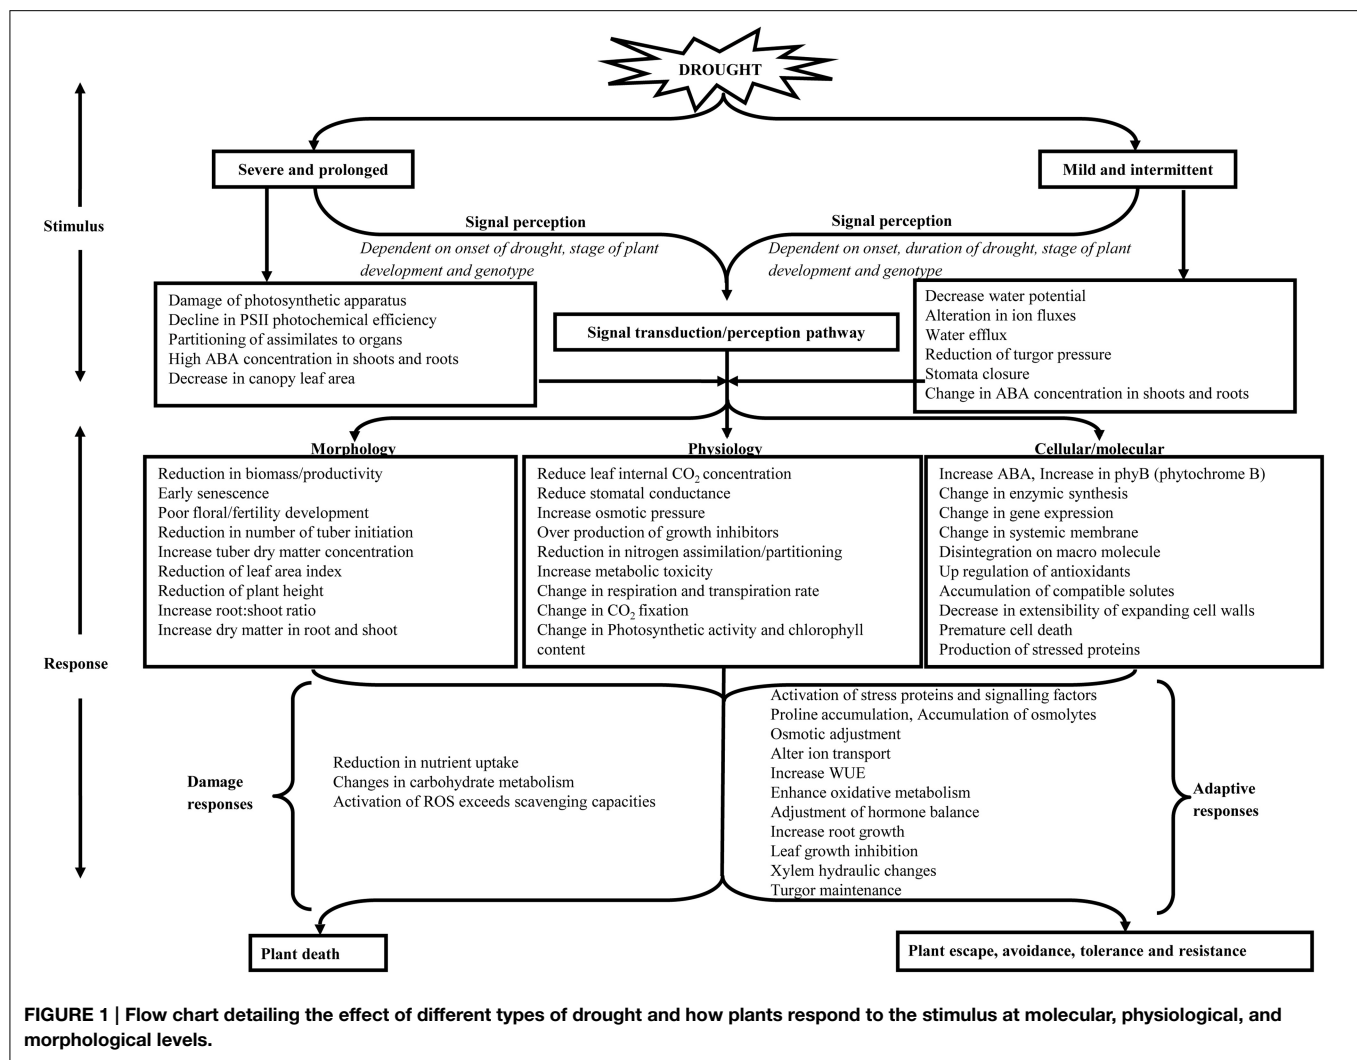 DROUGHT
Severe and prolonged
Mild and intermittent
Stimulus
Signal perception
Dependent on onset of drought, stage of plant
development and genotype
Signal perception
Dependent on onset, duration of drought, stage of plant
development and genotype
Damage of photosynthetic apparatus
Decline in PSII photochemical efficiency
Partitioning of assimilates to organs
High ABA concentration in shoots and roots
Decrease in canopy leaf area
Signal transduction/perception pathway
Decrease water potential
Alteration in ion fluxes
Water efflux
Reduction of turgor pressure
Stomata closure
Change in ABA concentration in shoots and roots
Response
Morphology
Reduction in biomass/productivity
Early senescence
Poor floral/fertility development
Reduction in number of tuber initiation
Increase tuber dry matter concentration
Reduction of leaf area index
Reduction of plant height
Increase root:shoot ratio
Increase dry matter in root and shoot
Physiology
Reduce leaf internal CO₂ concentration
Reduce stomatal conductance
Increase osmotic pressure
Over production of growth inhibitors
Reduction in nitrogen assimilation/partitioning
Increase metabolic toxicity
Change in respiration and transpiration rate
Change in CO₂ fixation
Change in Photosynthetic activity and chlorophyll
content
Cellular/molecular
Increase ABA, Increase in phyB (phytochrome B)
Change in enzymic synthesis
Change in gene expression
Change in systemic membrane
Disintegration on macro molecule
Up regulation of antioxidants
Accumulation of compatible solutes
Decrease in extensibility of expanding cell walls
Premature cell death
Production of stressed proteins
Damage
responses
Reduction in nutrient uptake
Changes in carbohydrate metabolism
Activation of ROS exceeds scavenging capacities
Activation of stress proteins and signalling factors
Proline accumulation, Accumulation of osmolytes
Osmotic adjustment
Alter ion transport
Increase WUE
Enhance oxidative metabolism
Adjustment of hormone balance
Increase root growth
Leaf growth inhibition
Xylem hydraulic changes
Turgor maintenance
Adaptive
responses
Plant death
Plant escape, avoidance, tolerance and resistance
FIGURE 1 | Flow chart detailing the effect of different types of drought and how plants respond to the stimulus at molecular, physiological, and
morphological levels.